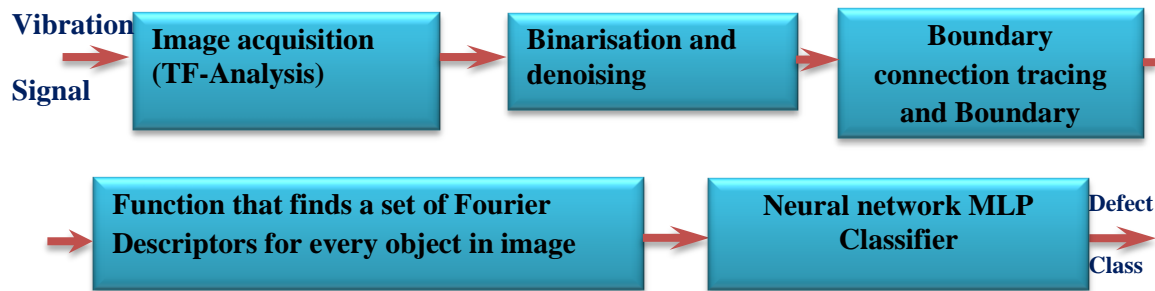 Vibration
Signal
Image acquisition
(TF-Analysis)
Binarisation and
denoising
Boundary
connection tracing
and Boundary
Function that finds a set of Fourier
Descriptors for every object in image
Neural network MLP
Classifier
Defect
Class